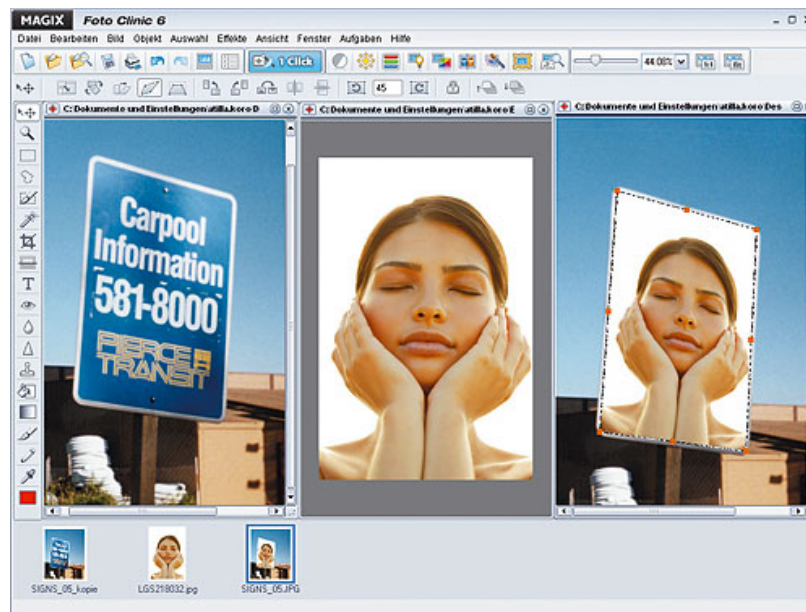 MAGIX Foto Clinic 6
Datei Bearbeiten Bild Objekt Auswahl Effekte Ansicht Fenster Aufgaben Hilfe
1 Click
44.08%
45
C:Dokumente und Einstellungen\atilla.koro D
C:Dokumente und Einstellungen\atilla.koro E
C:Dokumente und Einstellungen\atilla.koro Des
Carpool
Information
581-8000
PIERCE
TRANSIT
SIGNS_05_kopie
LGS218032.jpg
SIGNS_05.JPG